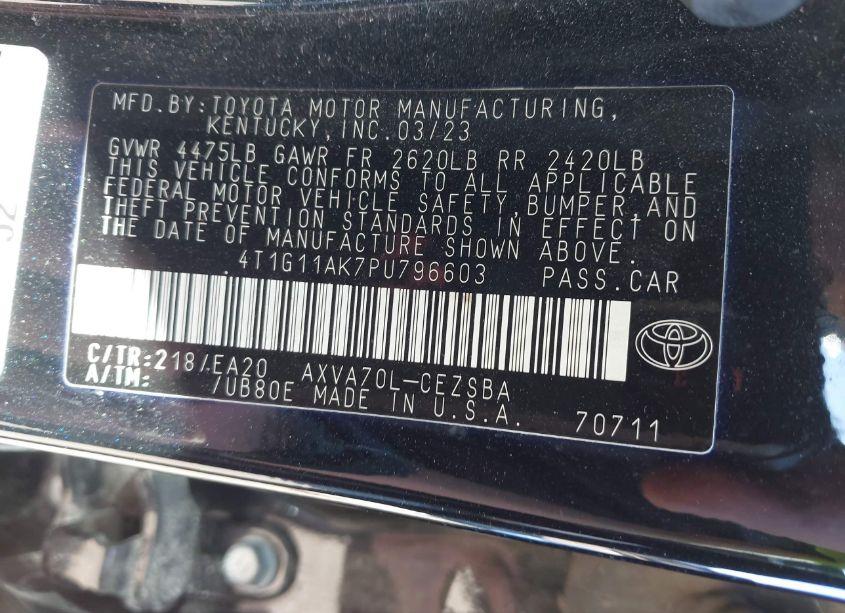 MFD.BY:TOYOTA MOTOR MANUFACTURING,
KENTUCKY,INC.03/23
GVWR 4475LB GAWR FR 2620LB RR 2420LB
THIS VEHICLE CONFORMS TO ALL APPLICABLE
FEDERAL MOTOR VEHICLE SAFETY,BUMPER,AND
THEFT PREVENTION STANDARDS IN EFFECT ON
THE DATE OF MANUFACTURE SHOWN ABOVE.
4T1G11AK7PU796603 PASS.CAR
C/TR:218/EA20 AXVA70L-CEZSBA
A/TM: /UB80E MADE IN U.S.A. 70711